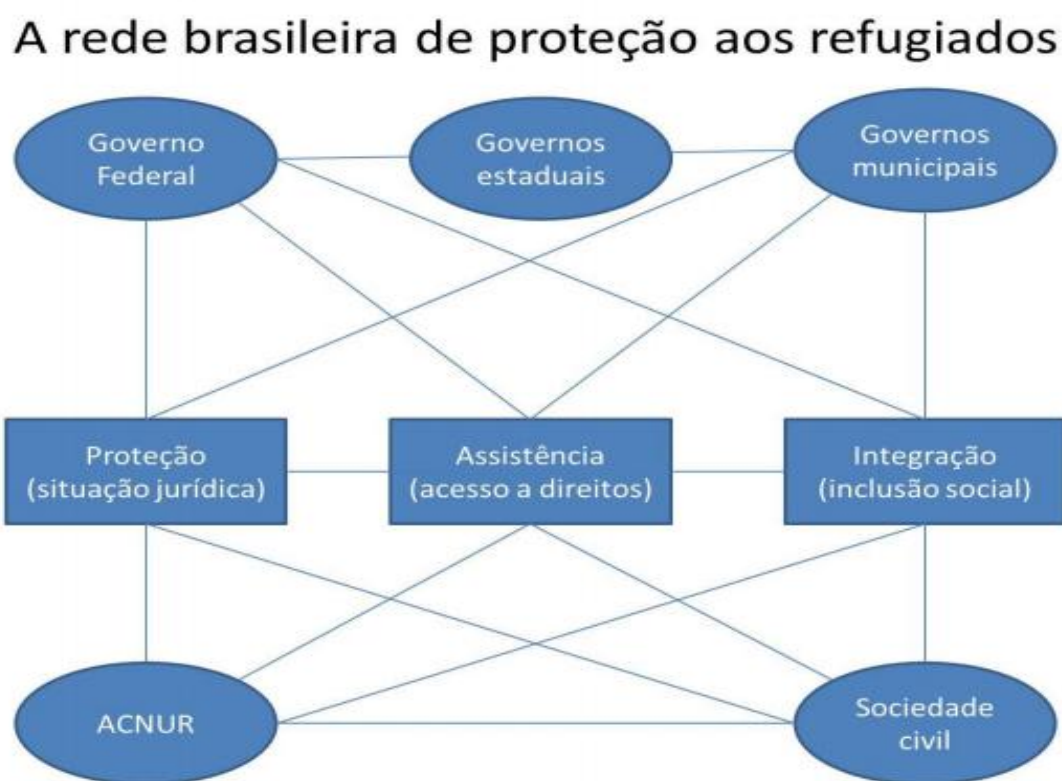 A rede brasileira de proteção aos refugiados
Governo
Federal
Governos
estaduais
Governos
municipais
Proteção
(situação jurídica)
Assistência
(acesso a direitos)
Integração
(inclusão social)
ACNUR
Sociedade
civil